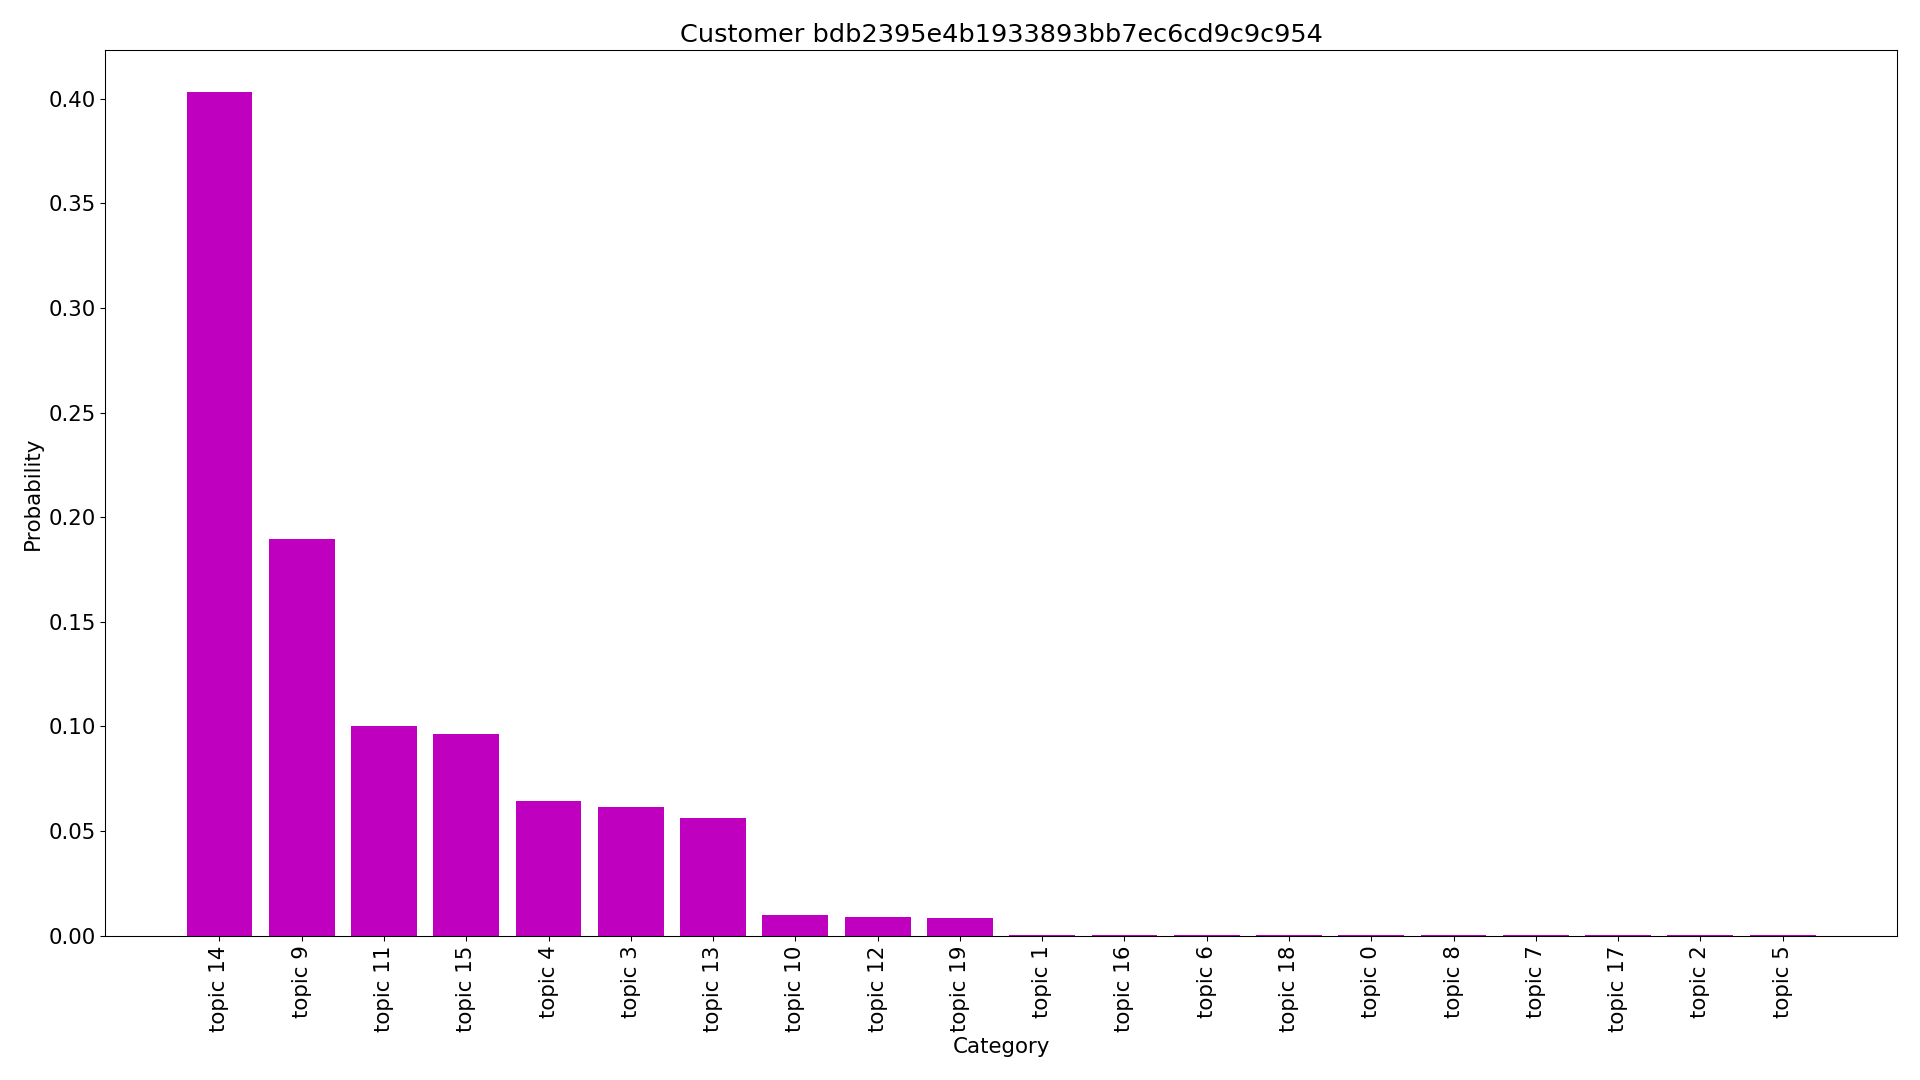 Customer bdb2395e4b1933893bb7ec6cd9c9c954
Probability
0.40
0.35
0.30
0.25
0.20
0.15
0.10
0.05
0.00
topic 14
topic 9
topic 11
topic 15
topic 4
topic 3
topic 13
topic 10
topic 12
topic 19
topic 1
topic 16
topic 6
topic 18
topic 0
topic 8
topic 7
topic 17
topic 2
topic 5
Category